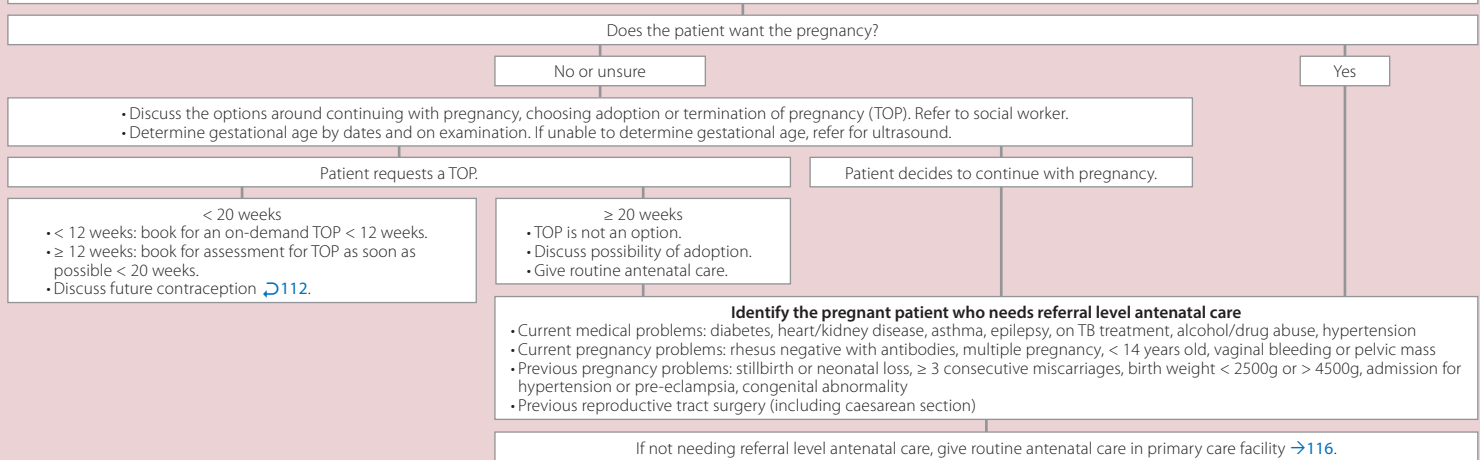 Does the patient want the pregnancy?
No or unsure
Yes
• Discuss the options around continuing with pregnancy, choosing adoption or termination of pregnancy (TOP). Refer to social worker.
• Determine gestational age by dates and on examination. If unable to determine gestational age, refer for ultrasound.
Patient requests a TOP.
Patient decides to continue with pregnancy.
< 20 weeks
• < 12 weeks: book for an on-demand TOP < 12 weeks.
• ≥ 12 weeks: book for assessment for TOP as soon as
possible < 20 weeks.
• Discuss future contraception ⮌112.
≥ 20 weeks
• TOP is not an option.
• Discuss possibility of adoption.
• Give routine antenatal care.
Identify the pregnant patient who needs referral level antenatal care
• Current medical problems: diabetes, heart/kidney disease, asthma, epilepsy, on TB treatment, alcohol/drug abuse, hypertension
• Current pregnancy problems: rhesus negative with antibodies, multiple pregnancy, < 14 years old, vaginal bleeding or pelvic mass
• Previous pregnancy problems: stillbirth or neonatal loss, ≥ 3 consecutive miscarriages, birth weight < 2500g or > 4500g, admission for
hypertension or pre-eclampsia, congenital abnormality
• Previous reproductive tract surgery (including caesarean section)
If not needing referral level antenatal care, give routine antenatal care in primary care facility →116.